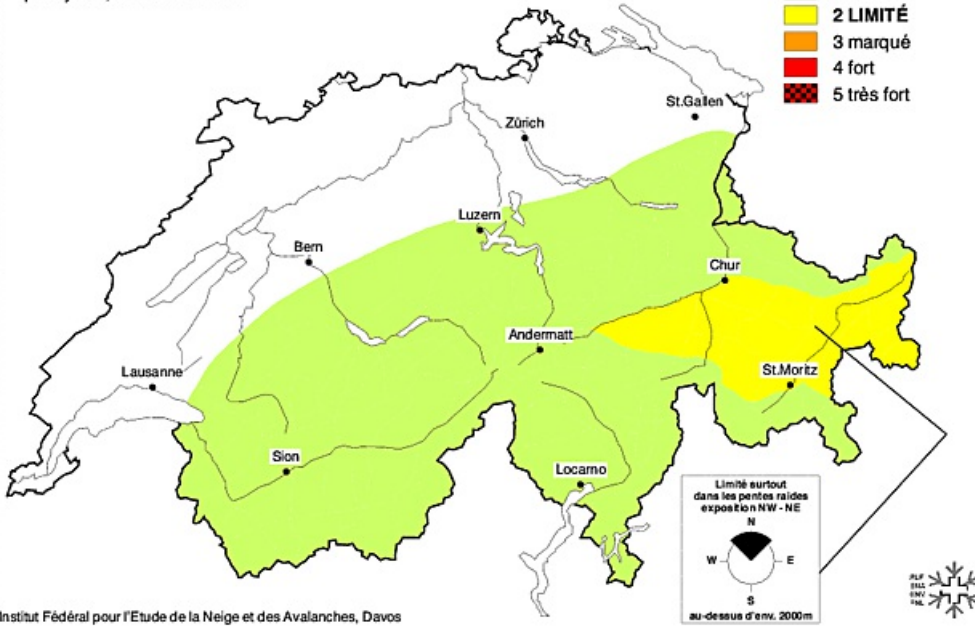 2 LIMITÉ
3 marqué
4 fort
5 très fort
St.Gallen
Zürich
Luzern
Bern
Chur
Andermatt
Lausanne
St.Moritz
Sion
Locarno
Limité surtout
dans les pentes raides
exposition NW - NE
N
W
E
S
au-dessus d'env. 2000m
Institut Fédéral pour l'Etude de la Neige et des Avalanches, Davos